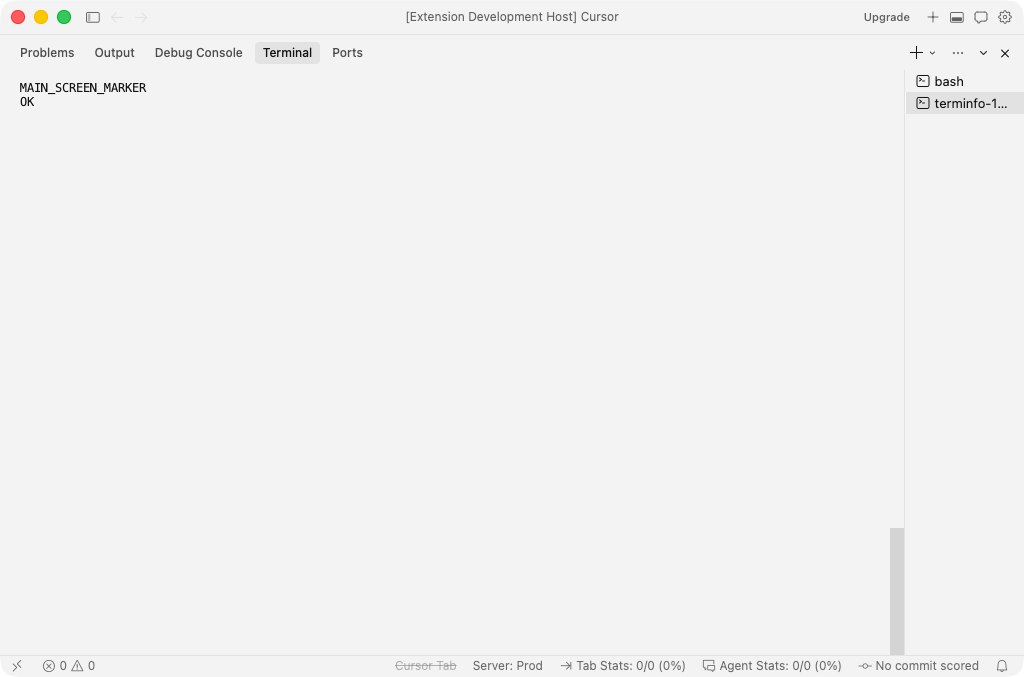 [Extension Development Host] Cursor
Upgrade
Problems Output Debug Console Terminal Ports
MAIN_SCREEN_MARKER
OK
bash
terminfo-1...
0 0 Cursor Tab Server: Prod Tab Stats: 0/0 (0%) Agent Stats: 0/0 (0%) No commit scored